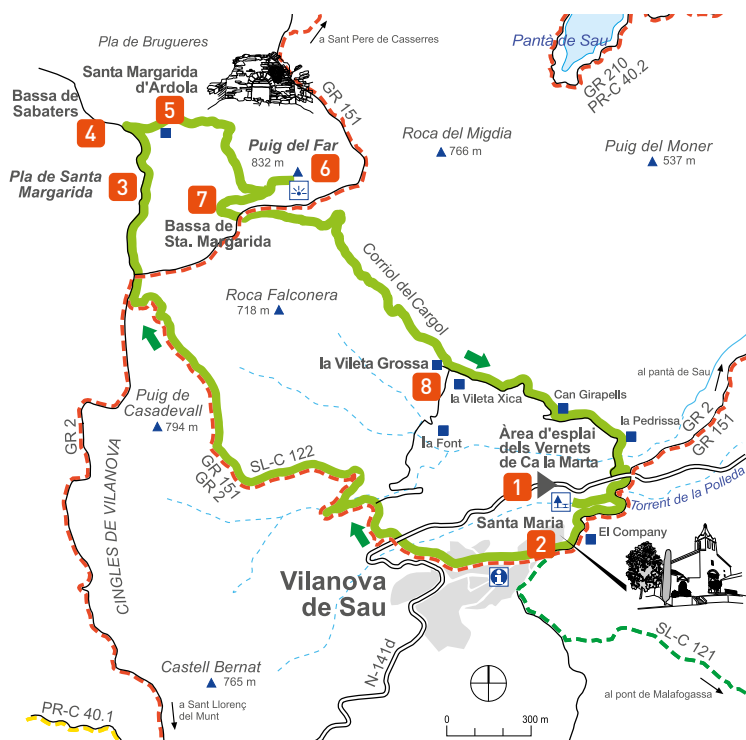 Pla de Brugueres
a Sant Pere de Casserres
Pantà de Sau
GR 210
PR-C 40.2
GR 151
Santa Margarida
d'Ardola
5
Bassa de
Sabaters
4
Roca del Migdia
766 m
Puig del Moner
537 m
Puig del Far
832 m
6
Pla de Santa
Margarida
3
7
Bassa de
Sta. Margarida
Corriol del Cargol
Roca Falconera
718 m
la Vileta Grossa
8
la Vileta Xica
Can Girapells
la Pedrissa
al pantà de Sau
GR 2
GR 151
Puig de
Casadevall
794 m
la Font
Àrea d'esplai
dels Vernets
de Ca la Marta
1
GR 2
SL-C 122
GR 151
GR 2
Torrent de la Polleda
Santa Maria
2
El Company
CINGLES DE VILANOVA
Vilanova
de Sau
i
SL-C 121
Castell Bernat
765 m
N-141d
a Sant Llorenç
del Munt
al pont de Malafogassa
PR-C 40.1
0
300 m